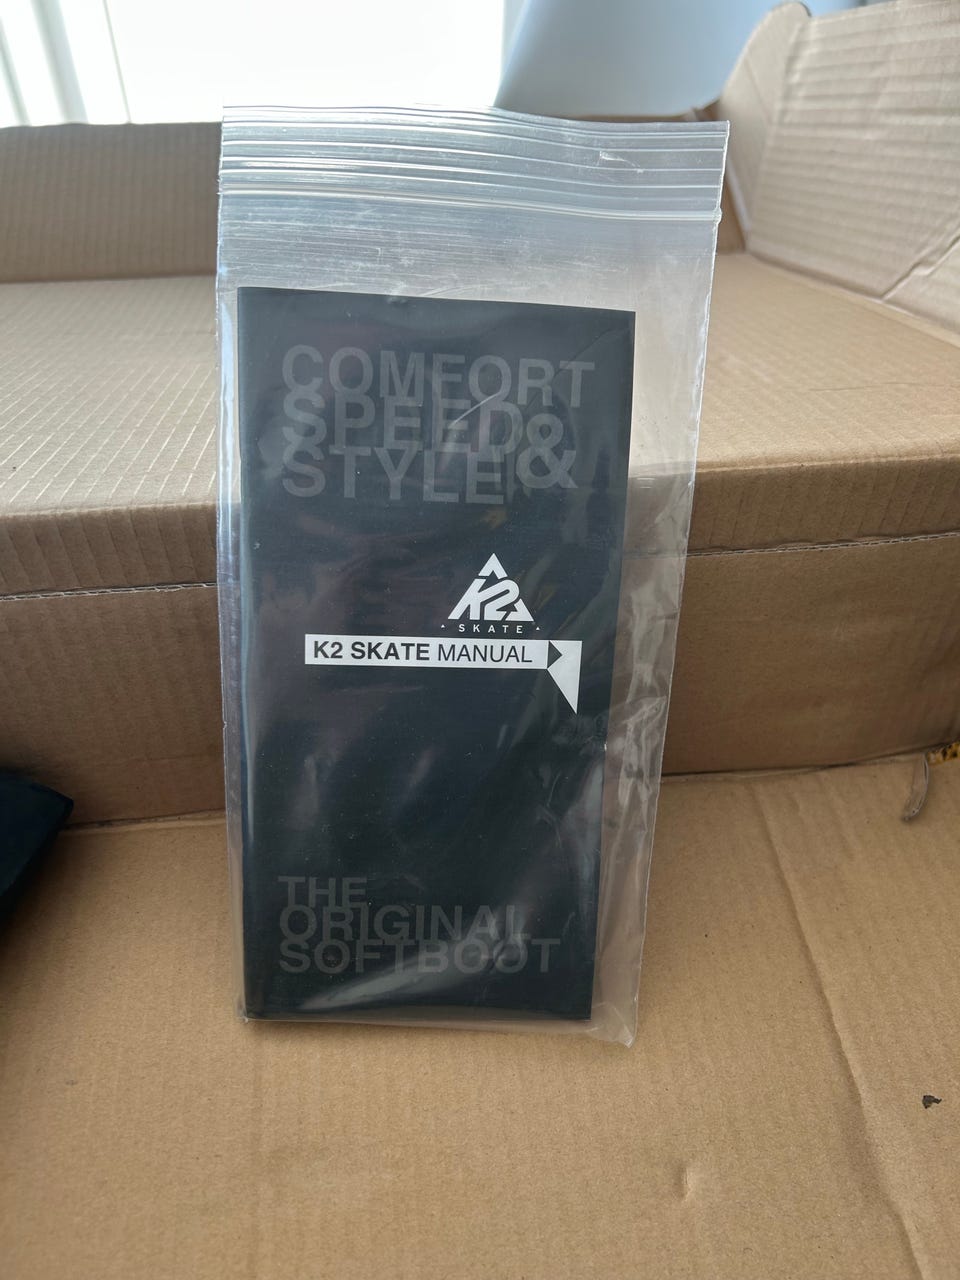 COMFORT
SPEED &
STYLE
K2
SKATE
K2 SKATE MANUAL
THE
ORIGINAL
SOFTBOOT